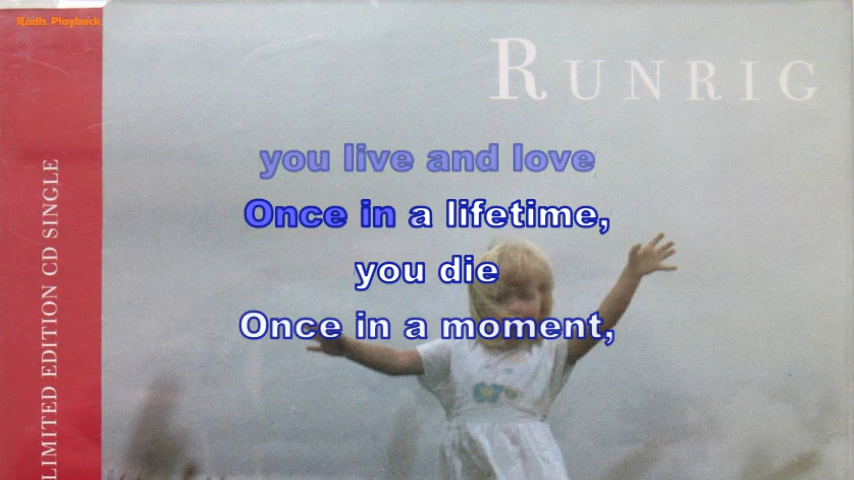 Radis Playback
RUNRIG
LIMITED EDITION CD SINGLE
you live and love
Once in a lifetime,
you die
Once in a moment,